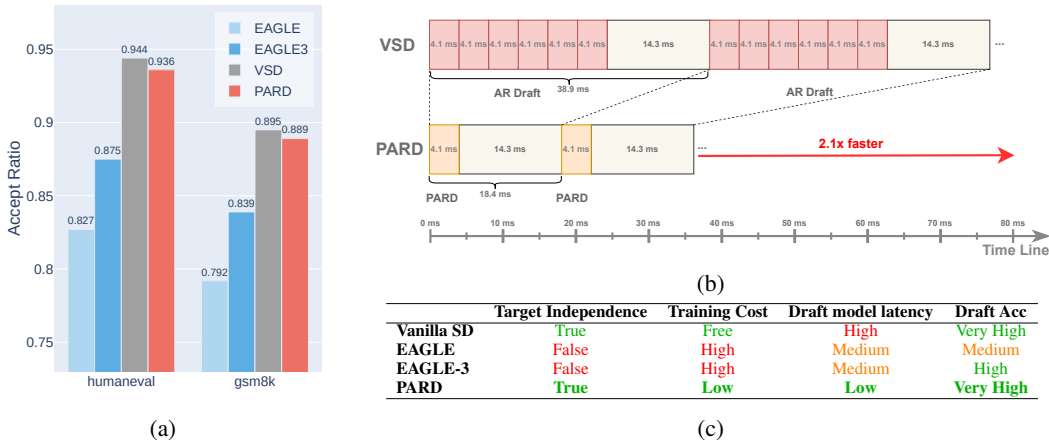 EAGLE
EAGLE3
VSD
PARD
0.95
0.9
0.85
0.8
0.75
Accept Ratio
0.827
0.875
0.944
0.936
0.792
0.839
0.895
0.889
humaneval
gsm8k
(a)
VSD
4.1 ms 4.1 ms 4.1 ms 4.1 ms 4.1 ms 4.1 ms 14.3 ms 4.1 ms 4.1 ms 4.1 ms 4.1 ms 4.1 ms 4.1 ms 14.3 ms ...
38.9 ms
AR Draft AR Draft
PARD
4.1 ms 14.3 ms 4.1 ms 14.3 ms ...
2.1x faster
18.4 ms
PARD PARD
0 ms 10 ms 20 ms 30 ms 40 ms 50 ms 60 ms 70 ms 80 ms
Time Line
(b)
Target Independence Training Cost Draft model latency Draft Acc
Vanilla SD True Free High Very High
EAGLE False High Medium Medium
EAGLE-3 False High Medium High
PARD True Low Low Very High
(c)